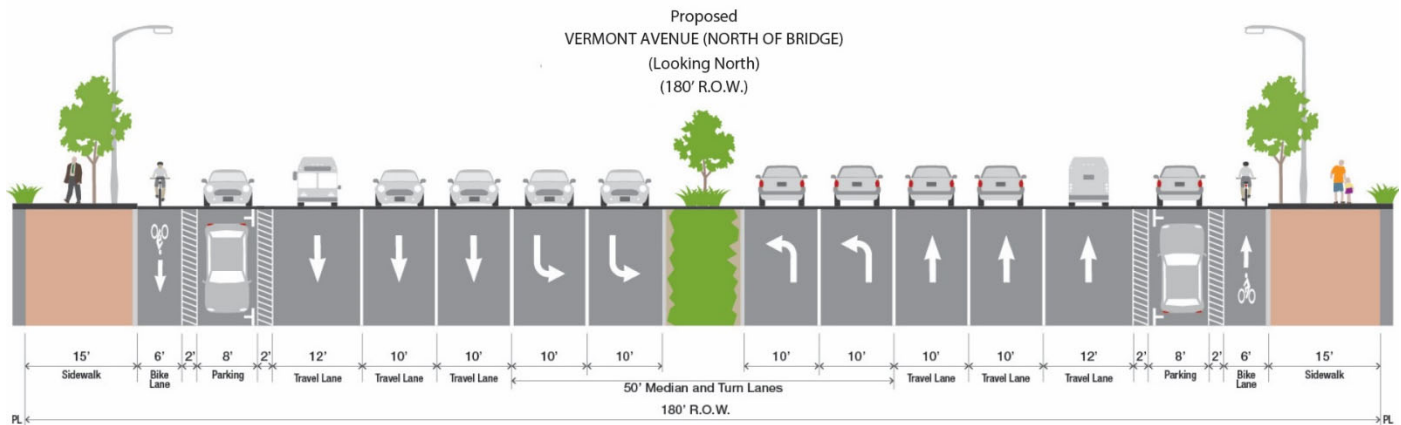 Proposed
VERMONT AVENUE (NORTH OF BRIDGE)
(Looking North)
(180' R.O.W.)
15' 6' 2' 8' 2' 12' 10' 10' 10' 10' 10' 10' 10' 10' 12' 2' 8' 2' 6' 15'
Sidewalk Bike Lane Parking Travel Lane Travel Lane Travel Lane Travel Lane Travel Lane Travel Lane Parking Bike Lane Sidewalk
50' Median and Turn Lanes
180' R.O.W.
PL PL